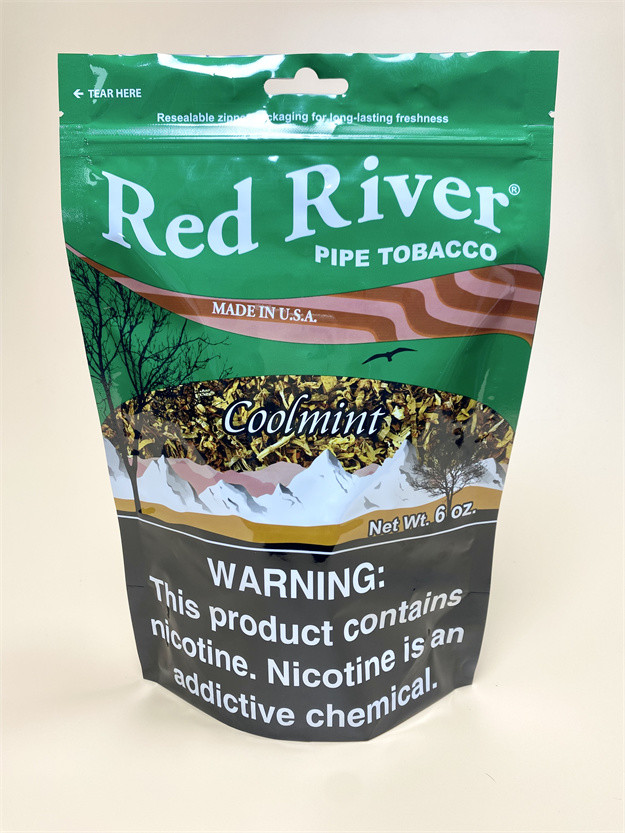 ← TEAR HERE
Resealable zipper packaging for long-lasting freshness
Red River®
PIPE TOBACCO
MADE IN U.S.A.
Coolmint
Net Wt. 6 oz.
WARNING:
This product contains
nicotine. Nicotine is an
addictive chemical.